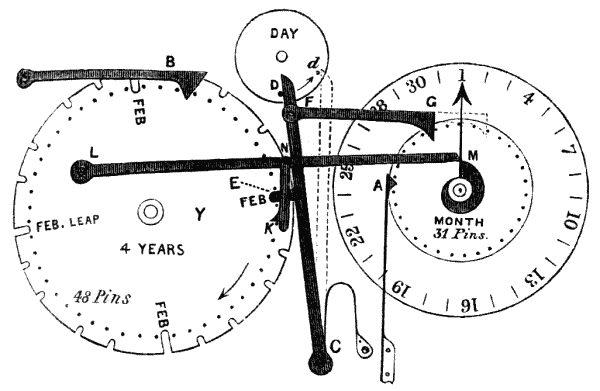 DAY
d
B
D
F
G
FEB
N
L
M
E
FEB
A
K
Y
FEB. LEAP
4 YEARS
48 Pins
FEB
C
MONTH
31 Pins.
1
4
7
10
13
16
19
22
25
28
30